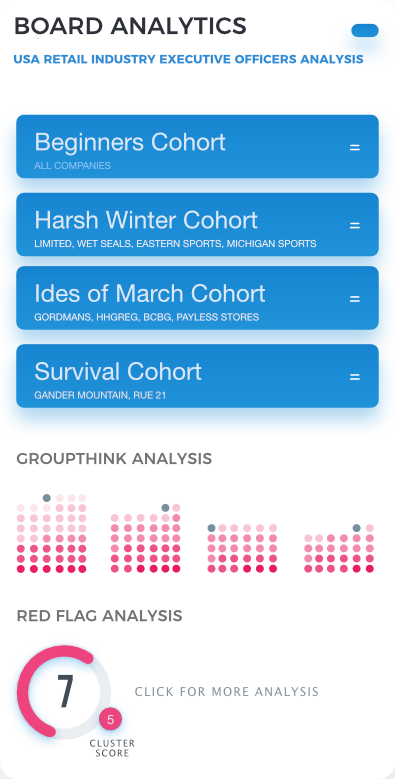 BOARD ANALYTICS
USA RETAIL INDUSTRY EXECUTIVE OFFICERS ANALYSIS
Beginners Cohort
ALL COMPANIES
Harsh Winter Cohort
LIMITED, WET SEALS, EASTERN SPORTS, MICHIGAN SPORTS
Ides of March Cohort
GORDMANS, HHGREG, BCBG, PAYLESS STORES
Survival Cohort
GANDER MOUNTAIN, RUE 21
GROUPTHINK ANALYSIS
RED FLAG ANALYSIS
7
CLICK FOR MORE ANALYSIS
5
CLUSTER
SCORE